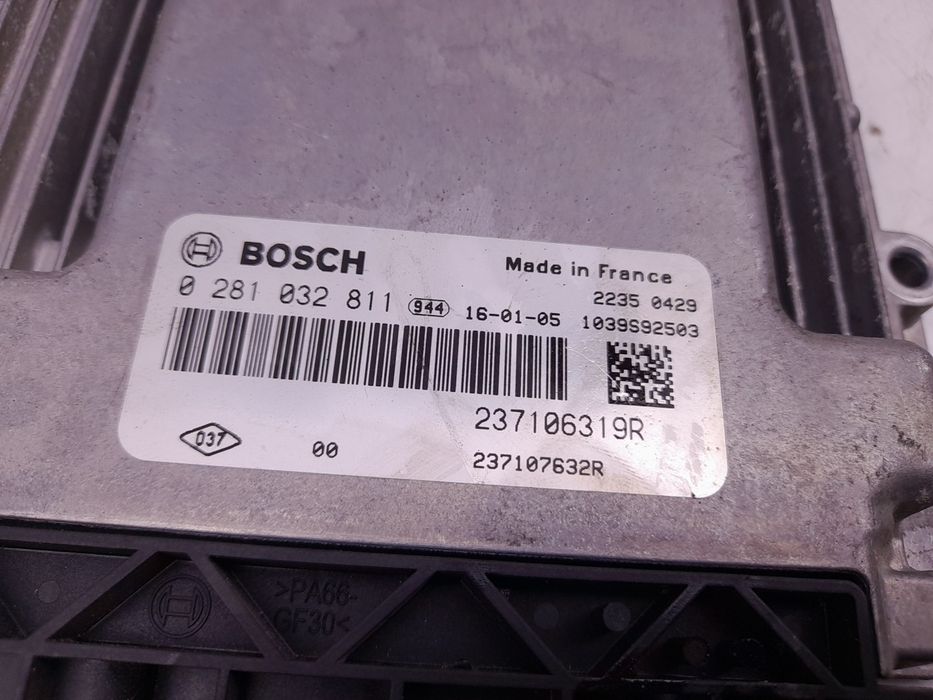 BOSCH
Made in France
0 281 032 811 944 16-01-05
2235 0429
1039S92503
237106319R
037 00 237107632R
>PA66-
GF30<